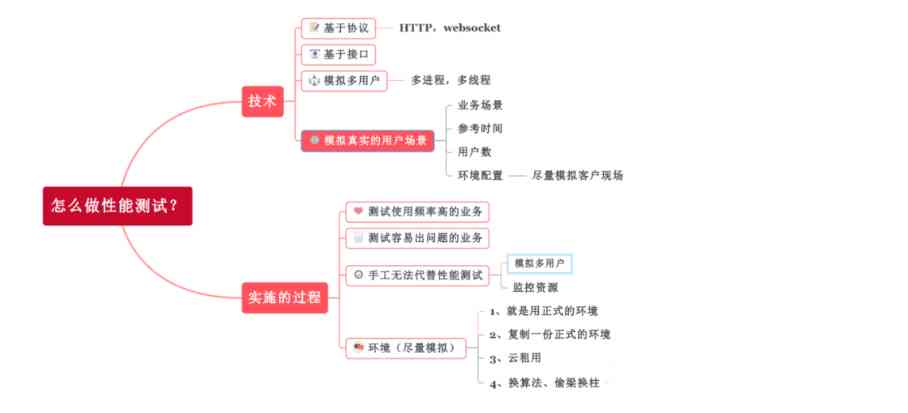 怎么做性能测试？
技术
基于协议
HTTP，websocket
基于接口
模拟多用户
多进程，多线程
模拟真实的用户场景
业务场景
参考时间
用户数
环境配置
尽量模拟客户现场
实施的过程
测试使用频率高的业务
测试容易出问题的业务
手工无法代替性能测试
模拟多用户
监控资源
环境（尽量模拟）
1、就是用正式的环境
2、复制一份正式的环境
3、云租用
4、换算法、偷梁换柱